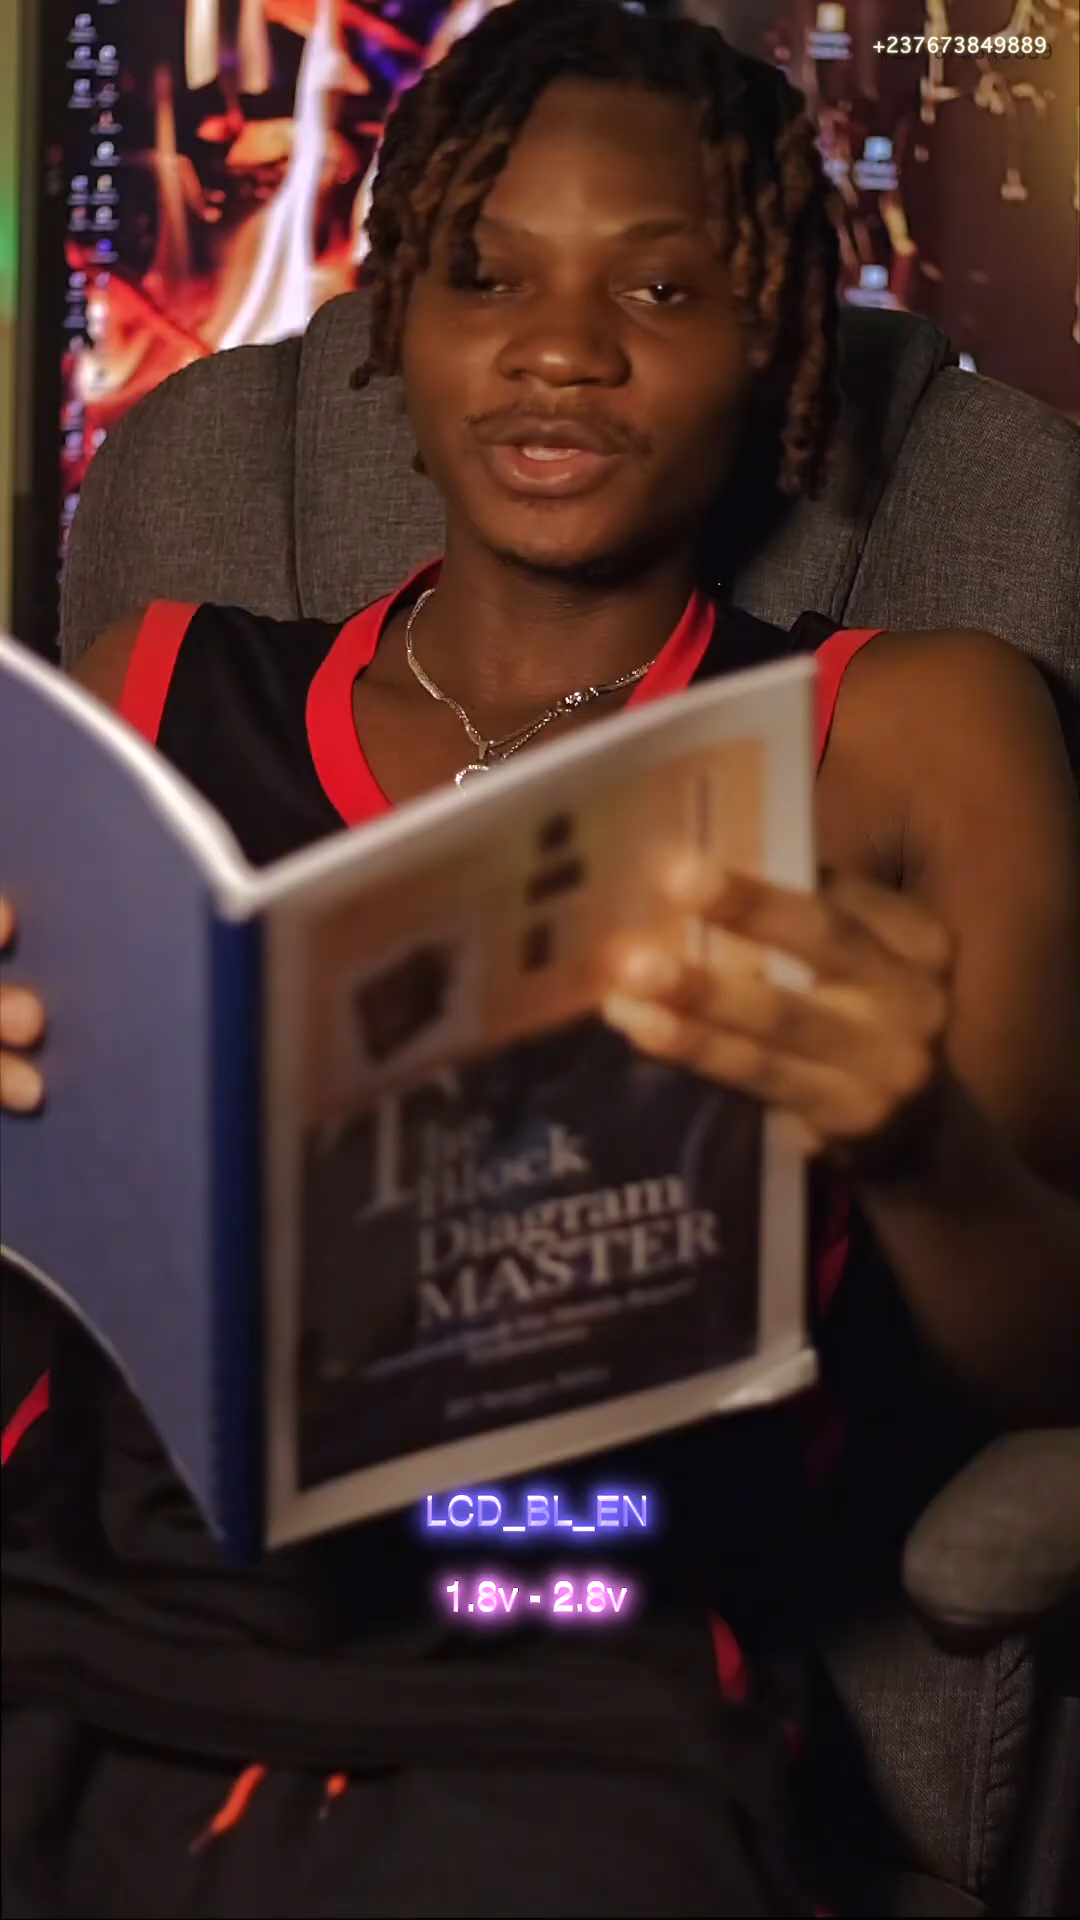 +237673849889
The
Block
Diagram
MASTER
LCD_BL_EN
1.8v - 2.8v